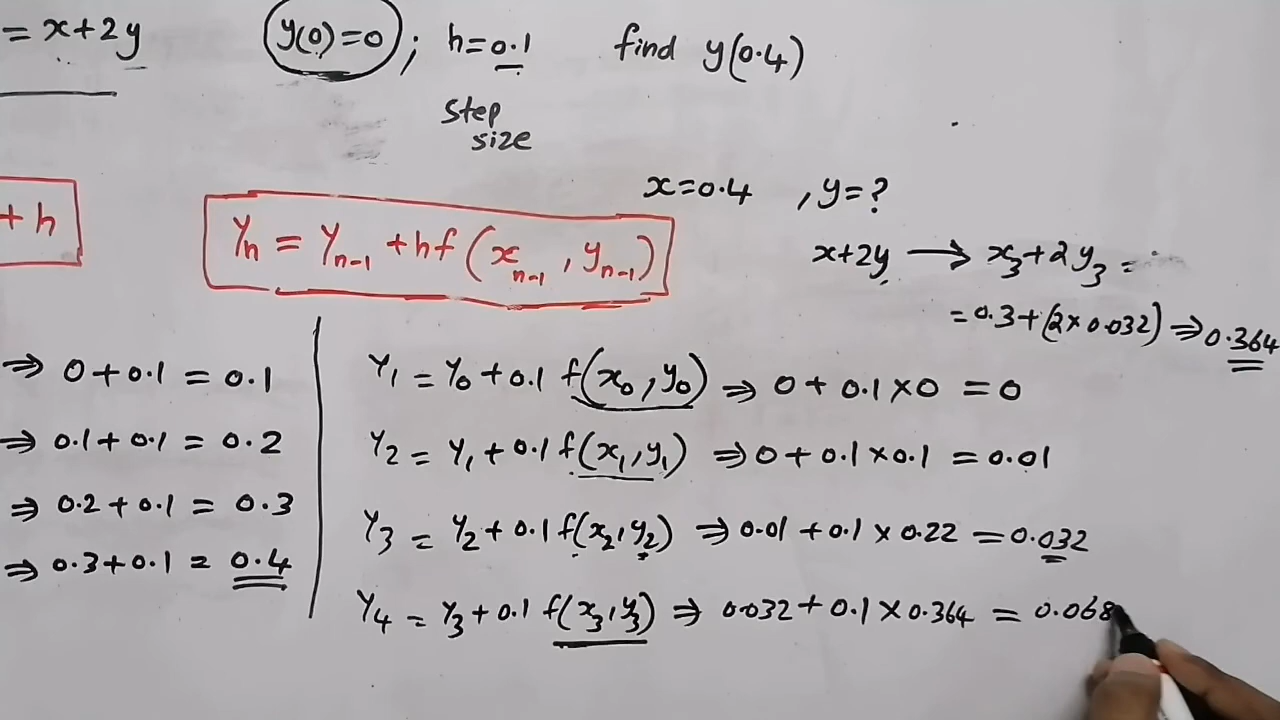 = x+2y y(0)=0 ; h=0.1 find y(0.4)
step
size
x=0.4 , y=?
+ h
Yn = Yn-1 + hf(xn-1 , yn-1)
x+2y → x3+2y3 =
= 0.3+(2×0.032) ⇒ 0.364
⇒ 0+0.1 = 0.1
⇒ 0.1+0.1 = 0.2
⇒ 0.2+0.1 = 0.3
⇒ 0.3+0.1 = 0.4
Y1 = Y0 + 0.1 f(x0, y0) ⇒ 0 + 0.1×0 = 0
Y2 = Y1 + 0.1 f(x1, y1) ⇒ 0 + 0.1×0.1 = 0.01
Y3 = Y2 + 0.1 f(x2, y2) ⇒ 0.01 + 0.1 × 0.22 = 0.032
Y4 = Y3 + 0.1 f(x3, y3) ⇒ 0.032 + 0.1 × 0.364 = 0.068